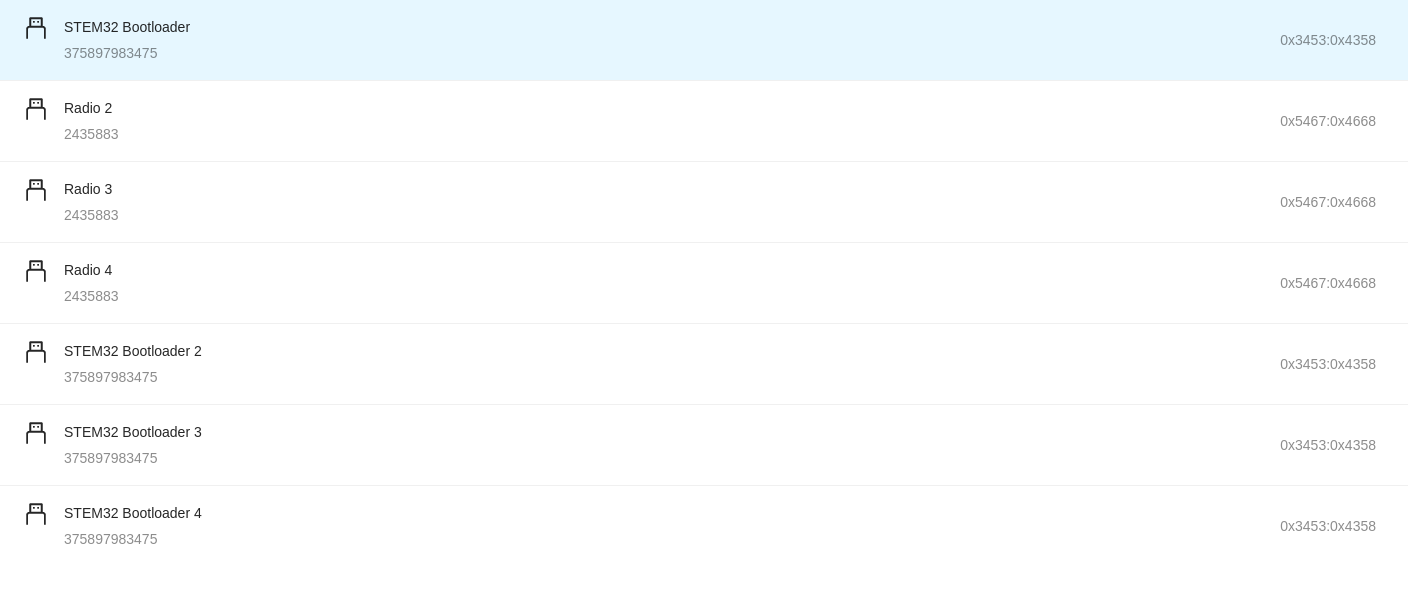 STEM32 Bootloader
375897983475
0x3453:0x4358
Radio 2
2435883
0x5467:0x4668
Radio 3
2435883
0x5467:0x4668
Radio 4
2435883
0x5467:0x4668
STEM32 Bootloader 2
375897983475
0x3453:0x4358
STEM32 Bootloader 3
375897983475
0x3453:0x4358
STEM32 Bootloader 4
375897983475
0x3453:0x4358